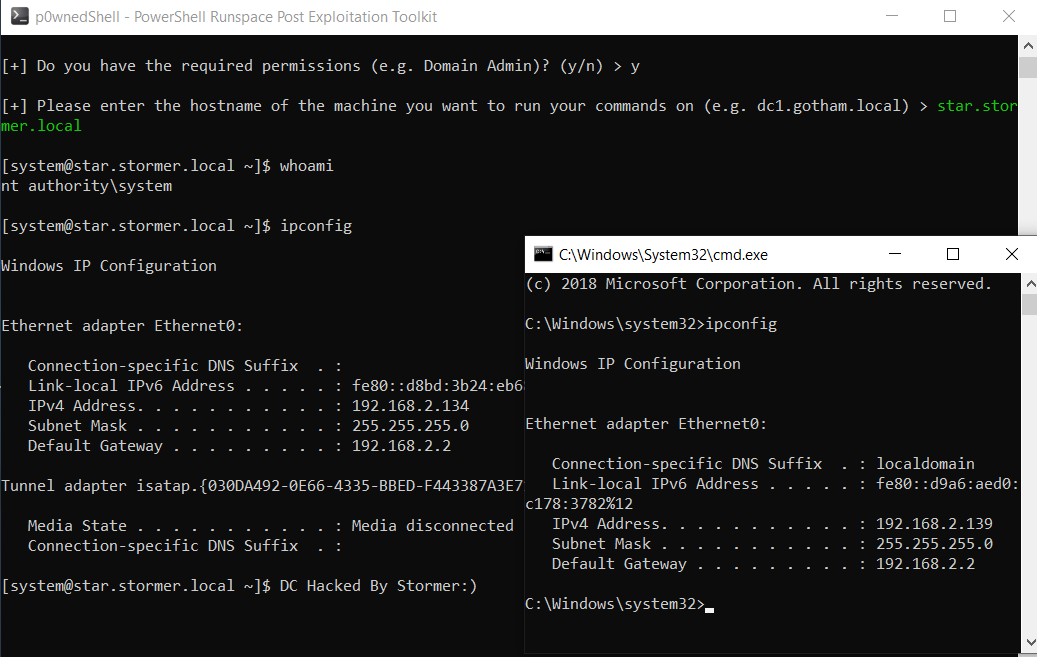 p0wnedShell - PowerShell Runspace Post Exploitation Toolkit
[+] Do you have the required permissions (e.g. Domain Admin)? (y/n) > y
[+] Please enter the hostname of the machine you want to run your commands on (e.g. dc1.gotham.local) > star.stor
mer.local
[system@star.stormer.local ~]$ whoami
nt authority\system
[system@star.stormer.local ~]$ ipconfig
Windows IP Configuration
Ethernet adapter Ethernet0:
Connection-specific DNS Suffix  . :
Link-local IPv6 Address . . . . . : fe80::d8bd:3b24:eb6
IPv4 Address. . . . . . . . . . . : 192.168.2.134
Subnet Mask . . . . . . . . . . . : 255.255.255.0
Default Gateway . . . . . . . . . : 192.168.2.2
Tunnel adapter isatap.{030DA492-0E66-4335-BBED-F443387A3E7
Media State . . . . . . . . . . . : Media disconnected
Connection-specific DNS Suffix  . :
[system@star.stormer.local ~]$ DC Hacked By Stormer:)
C:\Windows\System32\cmd.exe
(c) 2018 Microsoft Corporation. All rights reserved.
C:\Windows\system32>ipconfig
Windows IP Configuration
Ethernet adapter Ethernet0:
Connection-specific DNS Suffix  . : localdomain
Link-local IPv6 Address . . . . . : fe80::d9a6:aed0:
c178:3782%12
IPv4 Address. . . . . . . . . . . : 192.168.2.139
Subnet Mask . . . . . . . . . . . : 255.255.255.0
Default Gateway . . . . . . . . . : 192.168.2.2
C:\Windows\system32>